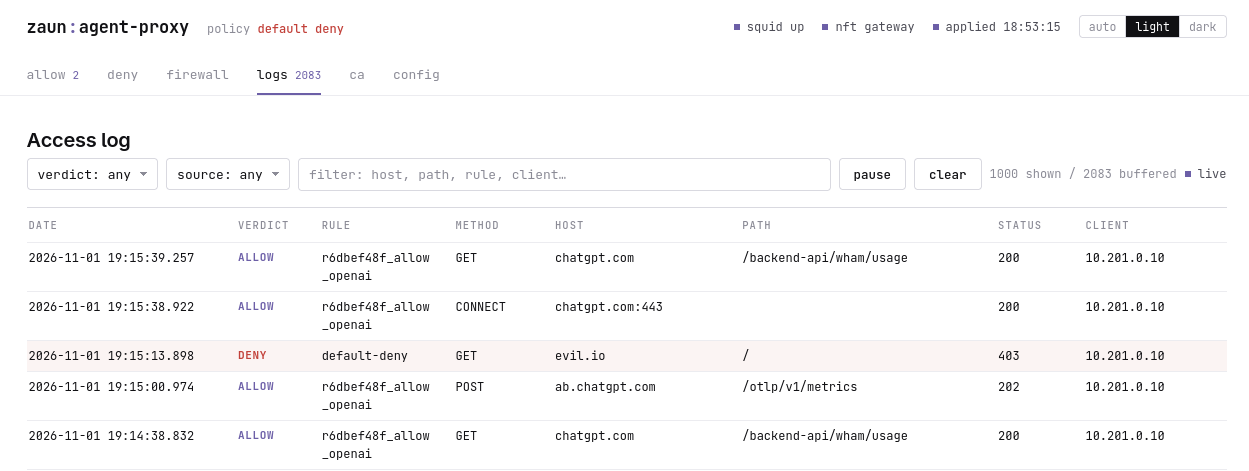 zaun:agent-proxy policy default deny squid up nft gateway applied 18:53:15 auto light dark
allow 2 deny firewall logs 2083 ca config
Access log
verdict: any source: any filter: host, path, rule, client… pause clear 1000 shown / 2083 buffered live
DATE VERDICT RULE METHOD HOST PATH STATUS CLIENT
2026-11-01 19:15:39.257 ALLOW r6dbef48f_allow GET chatgpt.com /backend-api/wham/usage 200 10.201.0.10
_openai
2026-11-01 19:15:38.922 ALLOW r6dbef48f_allow CONNECT chatgpt.com:443 200 10.201.0.10
_openai
2026-11-01 19:15:13.898 DENY default-deny GET evil.io / 403 10.201.0.10
2026-11-01 19:15:00.974 ALLOW r6dbef48f_allow POST ab.chatgpt.com /otlp/v1/metrics 202 10.201.0.10
_openai
2026-11-01 19:14:38.832 ALLOW r6dbef48f_allow GET chatgpt.com /backend-api/wham/usage 200 10.201.0.10
_openai